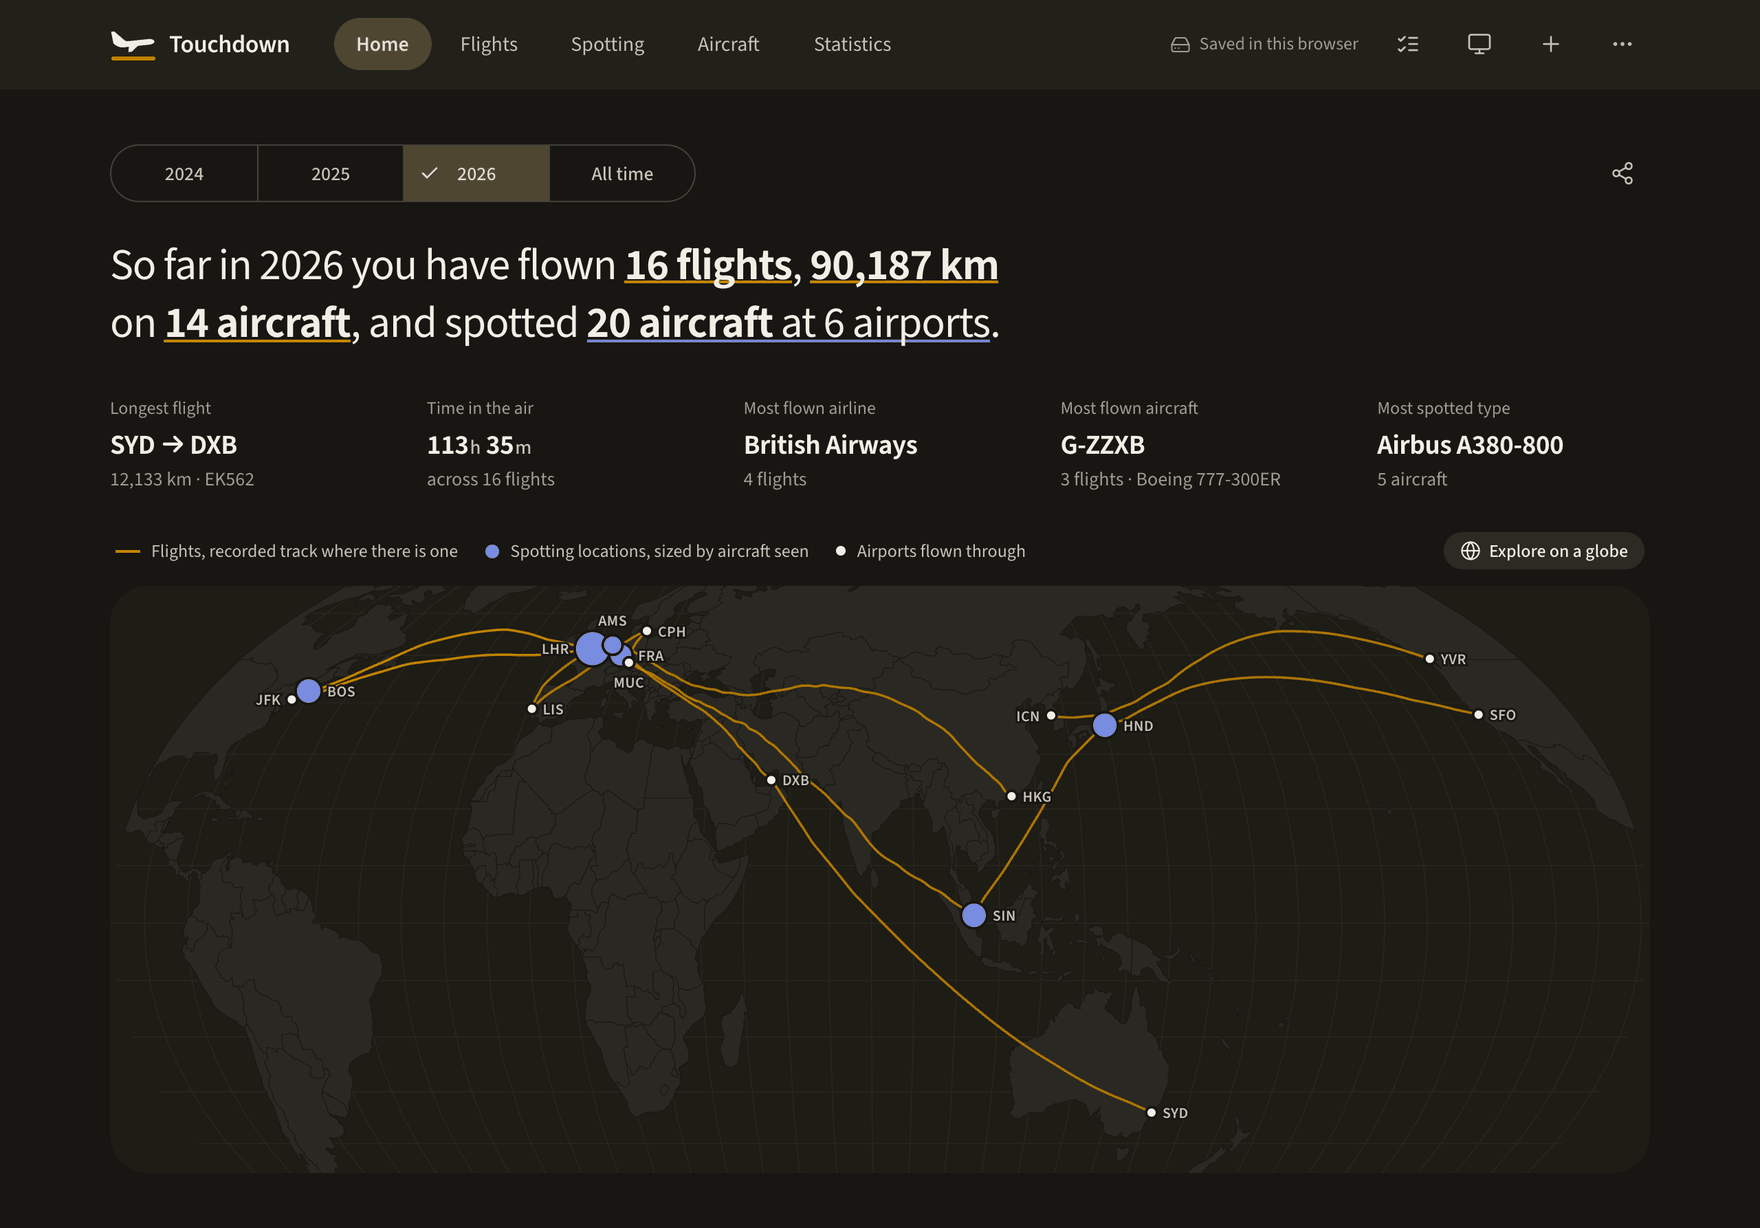 Touchdown
Home
Flights
Spotting
Aircraft
Statistics
Saved in this browser
2024
2025
2026
All time
So far in 2026 you have flown 16 flights, 90,187 km
on 14 aircraft, and spotted 20 aircraft at 6 airports.
Longest flight
SYD → DXB
12,133 km · EK562
Time in the air
113h 35m
across 16 flights
Most flown airline
British Airways
4 flights
Most flown aircraft
G-ZZXB
3 flights · Boeing 777-300ER
Most spotted type
Airbus A380-800
5 aircraft
Flights, recorded track where there is one
Spotting locations, sized by aircraft seen
Airports flown through
Explore on a globe
AMS
CPH
LHR
FRA
MUC
YVR
JFK
BOS
LIS
ICN
HND
SFO
DXB
HKG
SIN
SYD